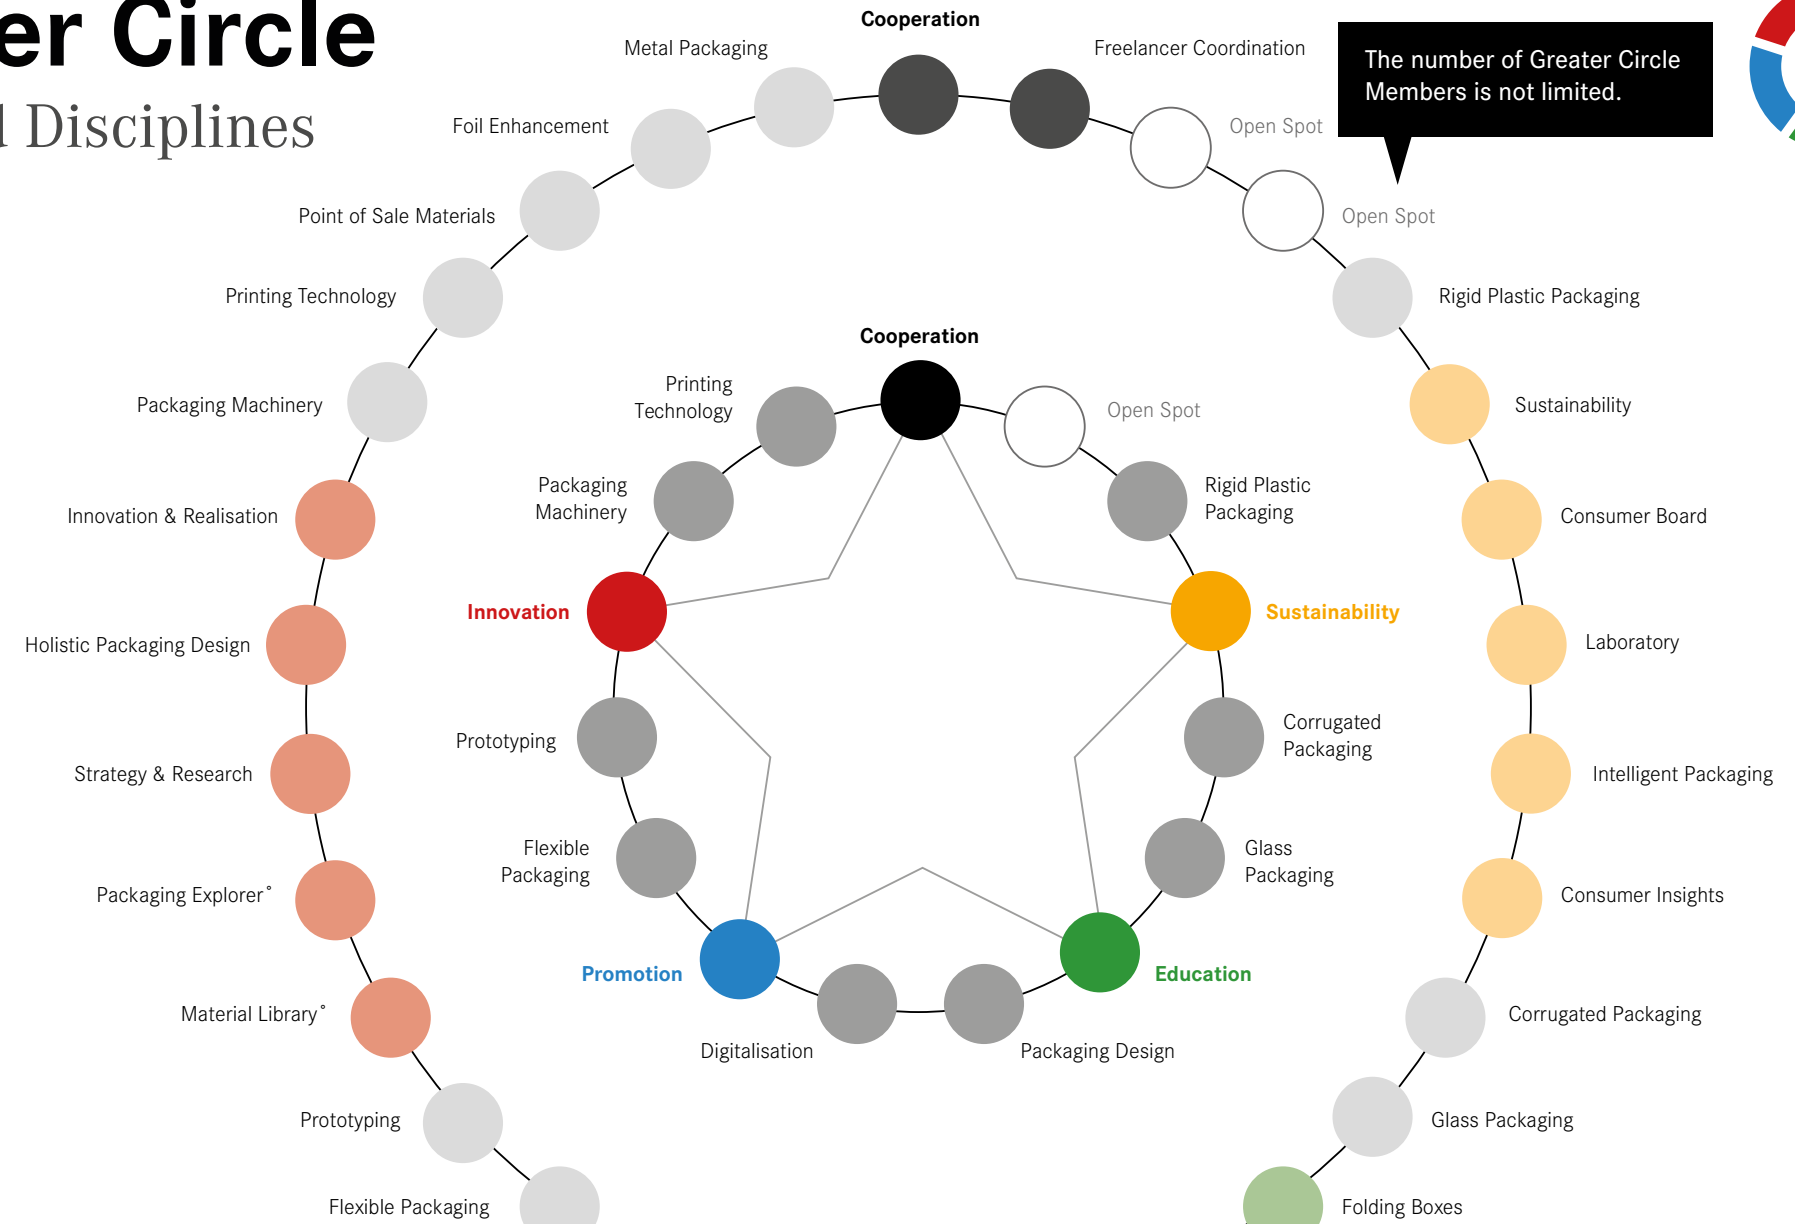 er Circle
Disciplines
Cooperation
Metal Packaging
Freelancer Coordination
The number of Greater Circle
Members is not limited.
Foil Enhancement
Open Spot
Point of Sale Materials
Open Spot
Printing Technology
Rigid Plastic Packaging
Cooperation
Printing
Technology
Open Spot
Packaging Machinery
Sustainability
Packaging
Machinery
Rigid Plastic
Packaging
Innovation & Realisation
Consumer Board
Innovation
Sustainability
Holistic Packaging Design
Laboratory
Prototyping
Corrugated
Packaging
Strategy & Research
Intelligent Packaging
Flexible
Packaging
Glass
Packaging
Packaging Explorer°
Consumer Insights
Promotion
Education
Material Library°
Corrugated Packaging
Digitalisation
Packaging Design
Prototyping
Glass Packaging
Flexible Packaging
Folding Boxes